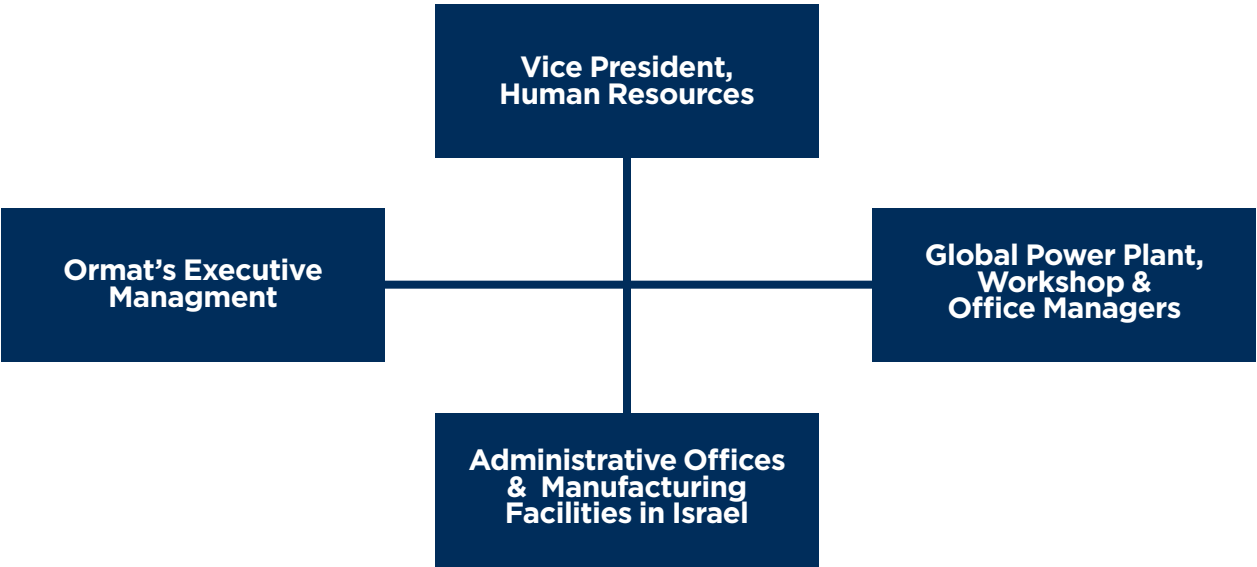 Vice President,
Human Resources
Ormat’s Executive
Managment
Global Power Plant,
Workshop &
Office Managers
Administrative Offices
& Manufacturing
Facilities in Israel